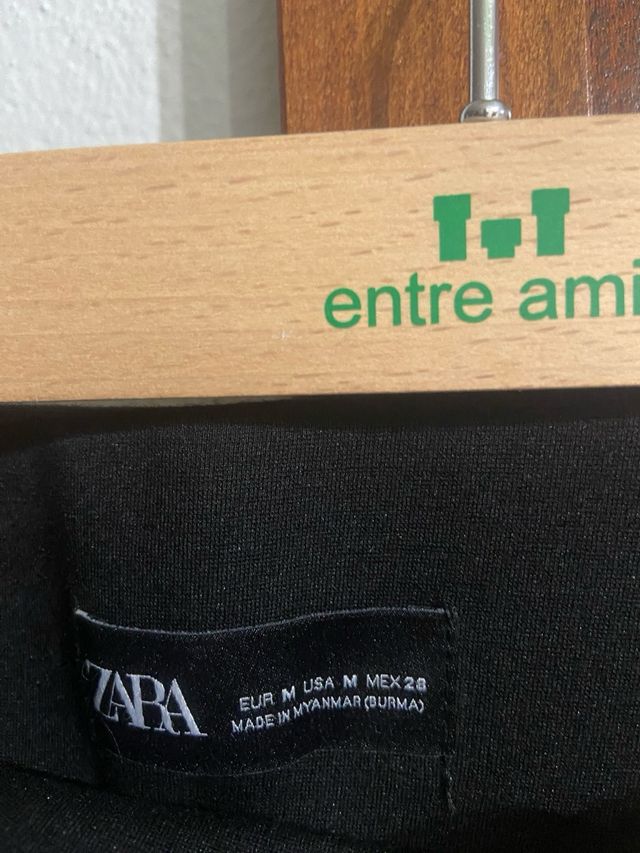 entre ami
ZARA
EUR M USA M MEX 28
MADE IN MYANMAR (BURMA)